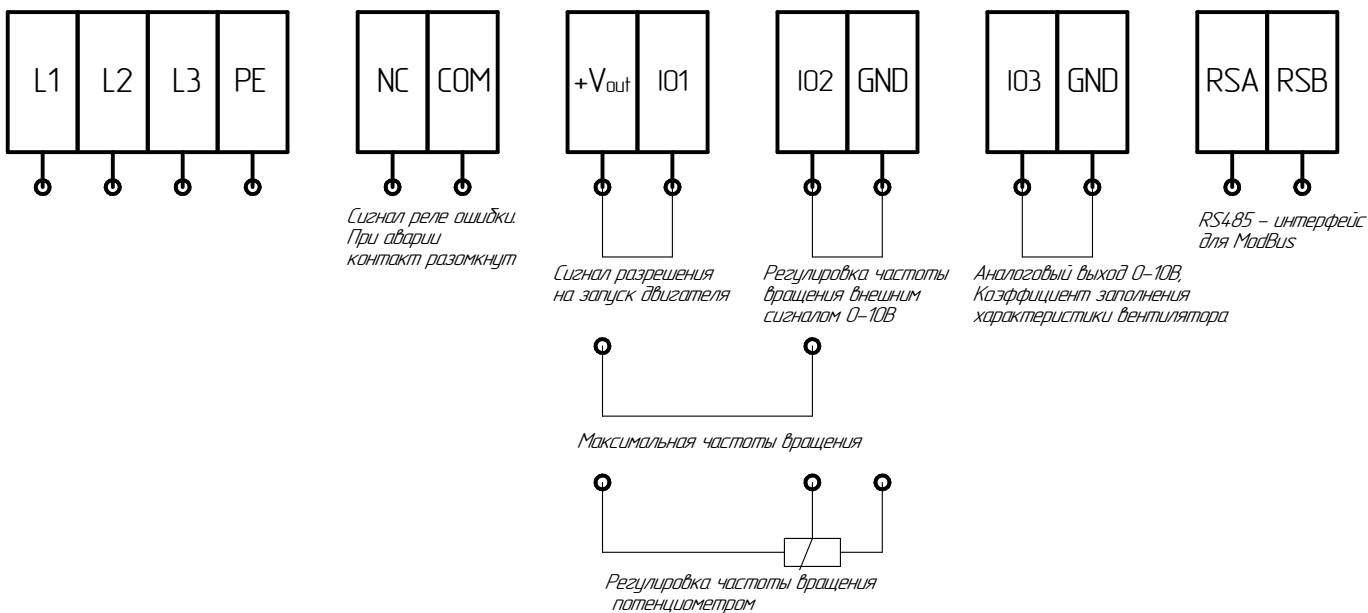 L1 L2 L3 PE NC COM +Vout IO1 IO2 GND IO3 GND RSA RSB
Сигнал реле ошибки.
При аварии
контакт разомкнут
Сигнал разрешения
на запуск двигателя
Регулировка частоты
вращения внешним
сигналом 0-10В
Аналоговый выход 0-10В,
Коэффициент заполнения
характеристики вентилятора
RS485 – интерфейс
для ModBus
Максимальная частоты вращения
Регулировка частоты вращения
потенциометром